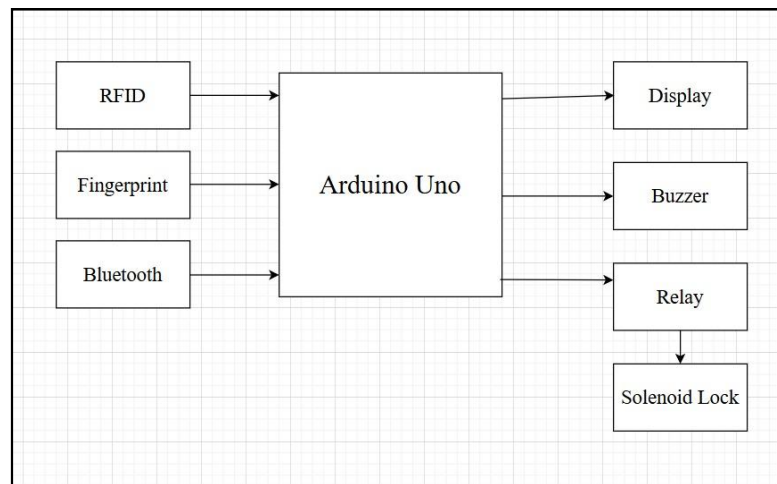 RFID
Fingerprint
Bluetooth
Arduino Uno
Display
Buzzer
Relay
Solenoid Lock